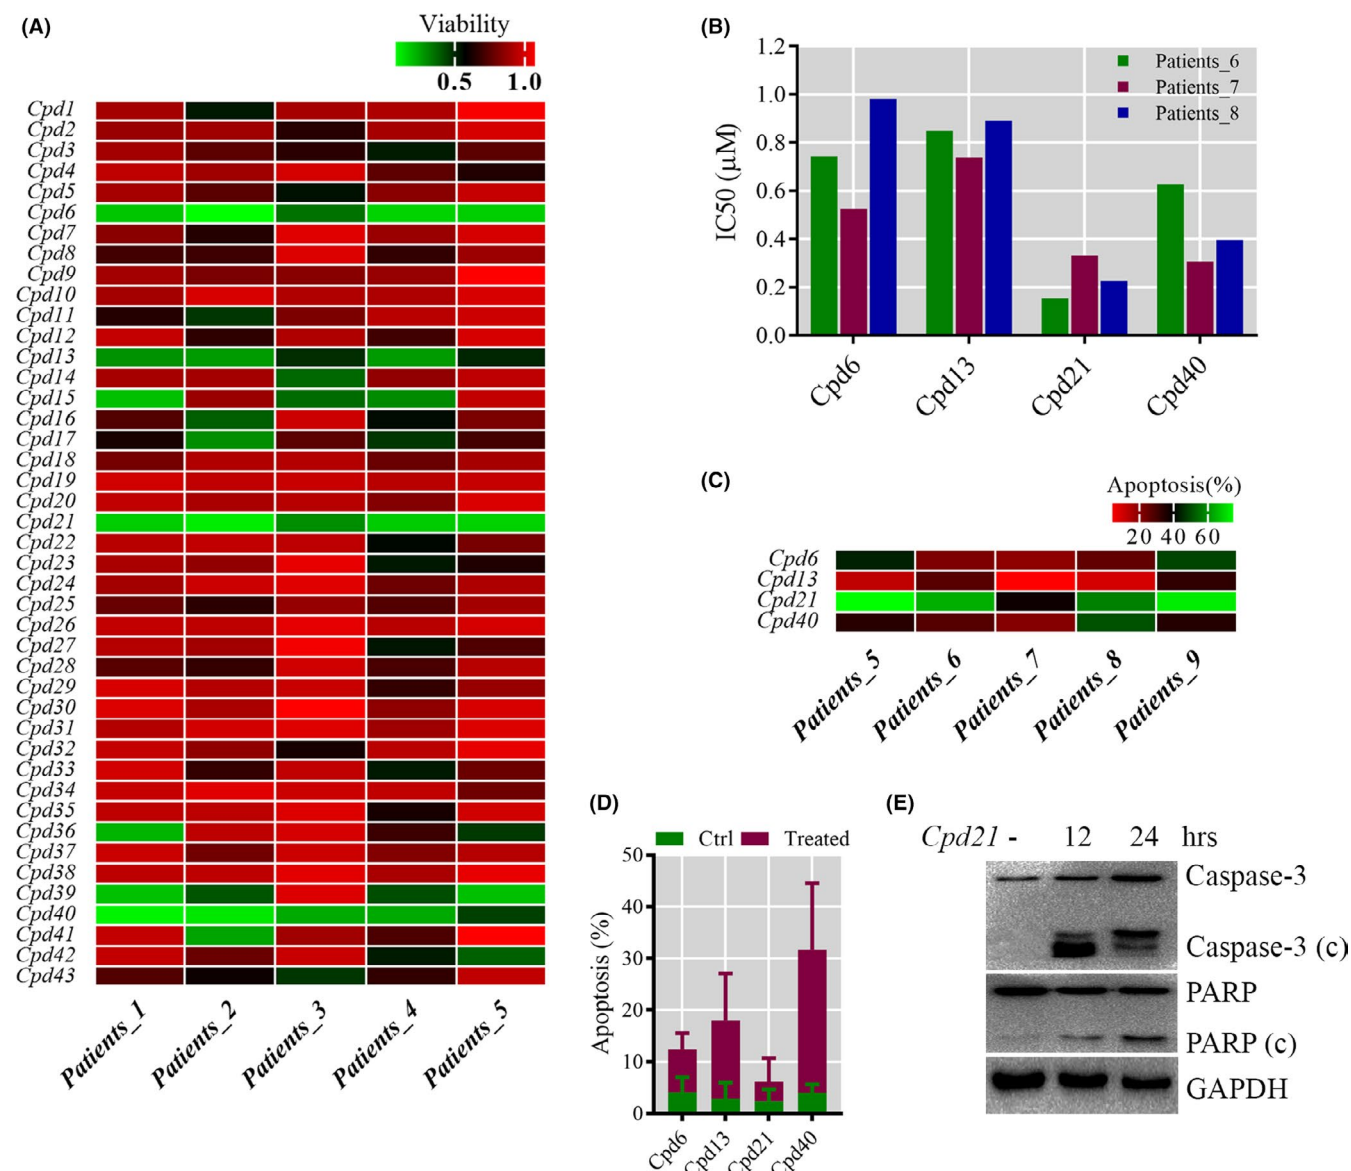 (A)
Viability
0.5 1.0
Cpd1
Cpd2
Cpd3
Cpd4
Cpd5
Cpd6
Cpd7
Cpd8
Cpd9
Cpd10
Cpd11
Cpd12
Cpd13
Cpd14
Cpd15
Cpd16
Cpd17
Cpd18
Cpd19
Cpd20
Cpd21
Cpd22
Cpd23
Cpd24
Cpd25
Cpd26
Cpd27
Cpd28
Cpd29
Cpd30
Cpd31
Cpd32
Cpd33
Cpd34
Cpd35
Cpd36
Cpd37
Cpd38
Cpd39
Cpd40
Cpd41
Cpd42
Cpd43
Patients_1 Patients_2 Patients_3 Patients_4 Patients_5
(B)
IC50 (μM)
1.2
1.0
0.8
0.6
0.4
0.2
0.0
Patients_6
Patients_7
Patients_8
Cpd6 Cpd13 Cpd21 Cpd40
(C)
Apoptosis(%)
20 40 60
Cpd6
Cpd13
Cpd21
Cpd40
Patients_5 Patients_6 Patients_7 Patients_8 Patients_9
(D)
Ctrl Treated
Apoptosis (%)
50
40
30
20
10
0
Cpd6 Cpd13 Cpd21 Cpd40
(E)
Cpd21 - 12 24 hrs
Caspase-3
Caspase-3 (c)
PARP
PARP (c)
GAPDH